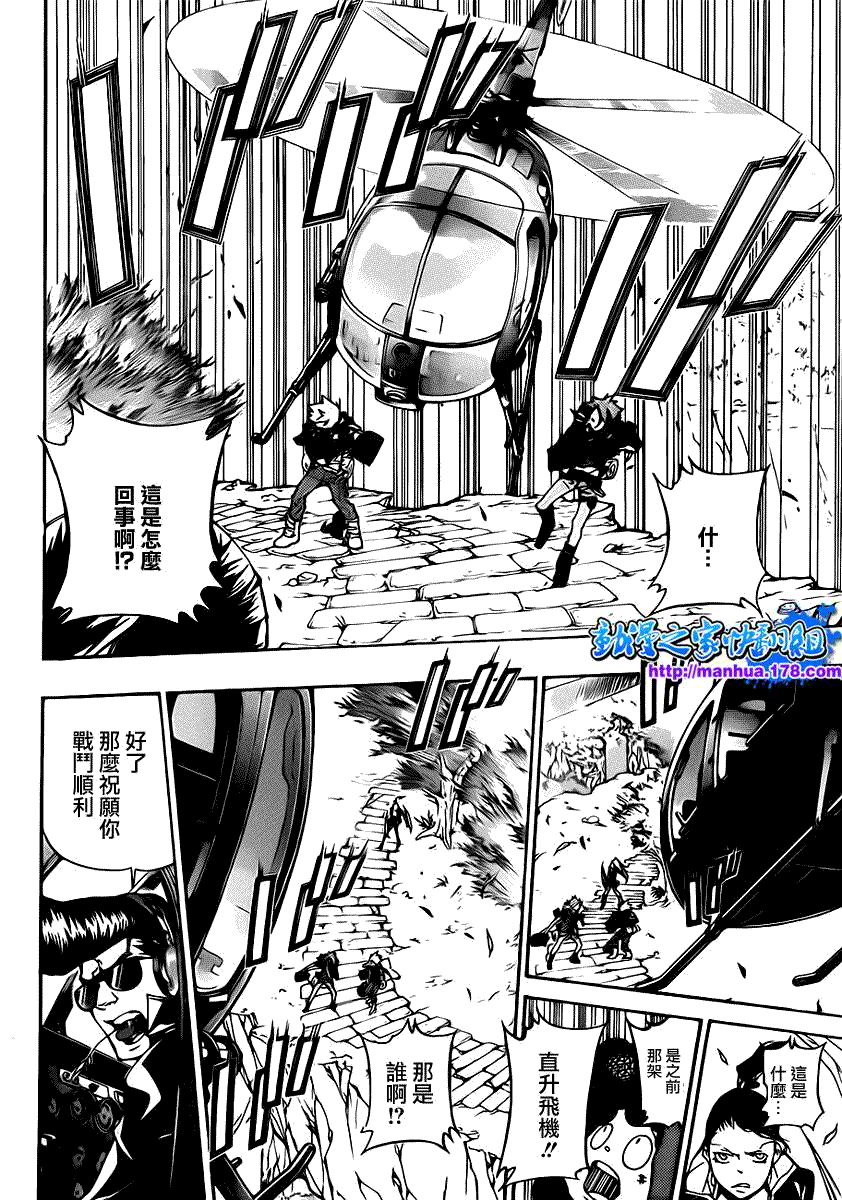 什…
這是怎麼
回事啊!?
動漫之家快翻組
http://manhua.178.com
這是
什麼…
是之前
那架
直升飛機!!
那是
誰啊!?
好了
那麼祝願你
戰鬥順利